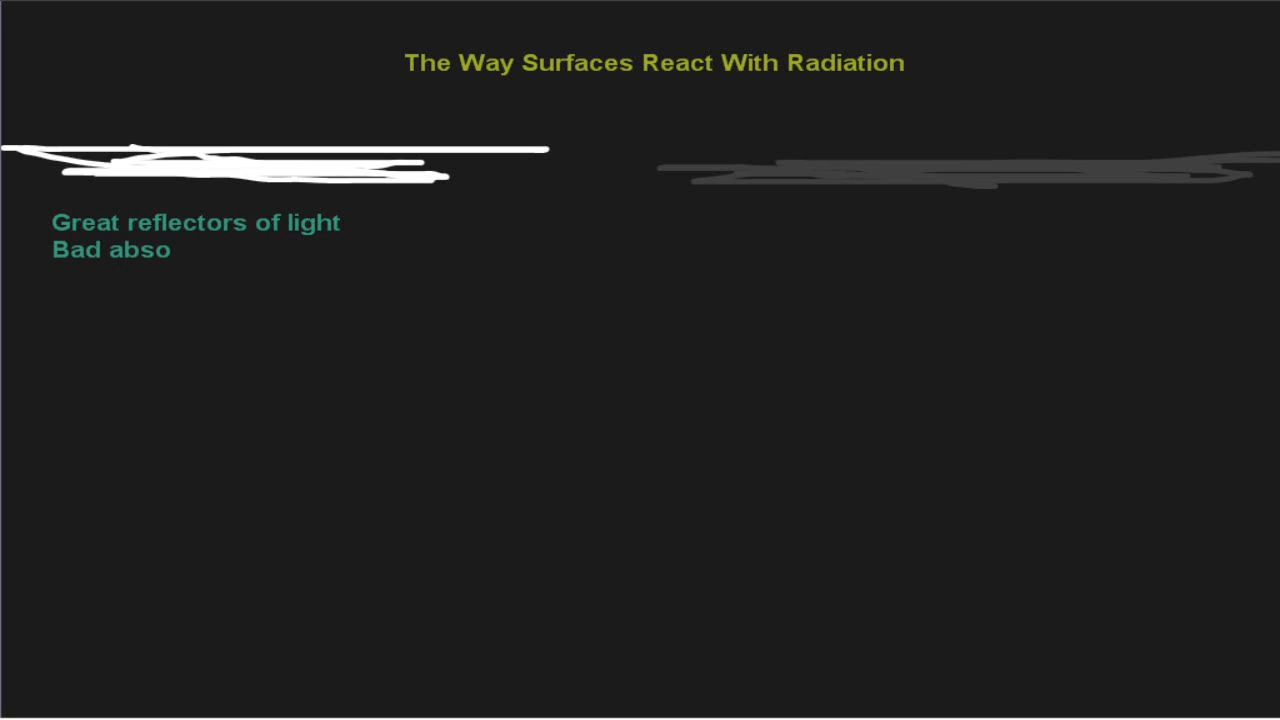 The Way Surfaces React With Radiation
Great reflectors of light
Bad abso